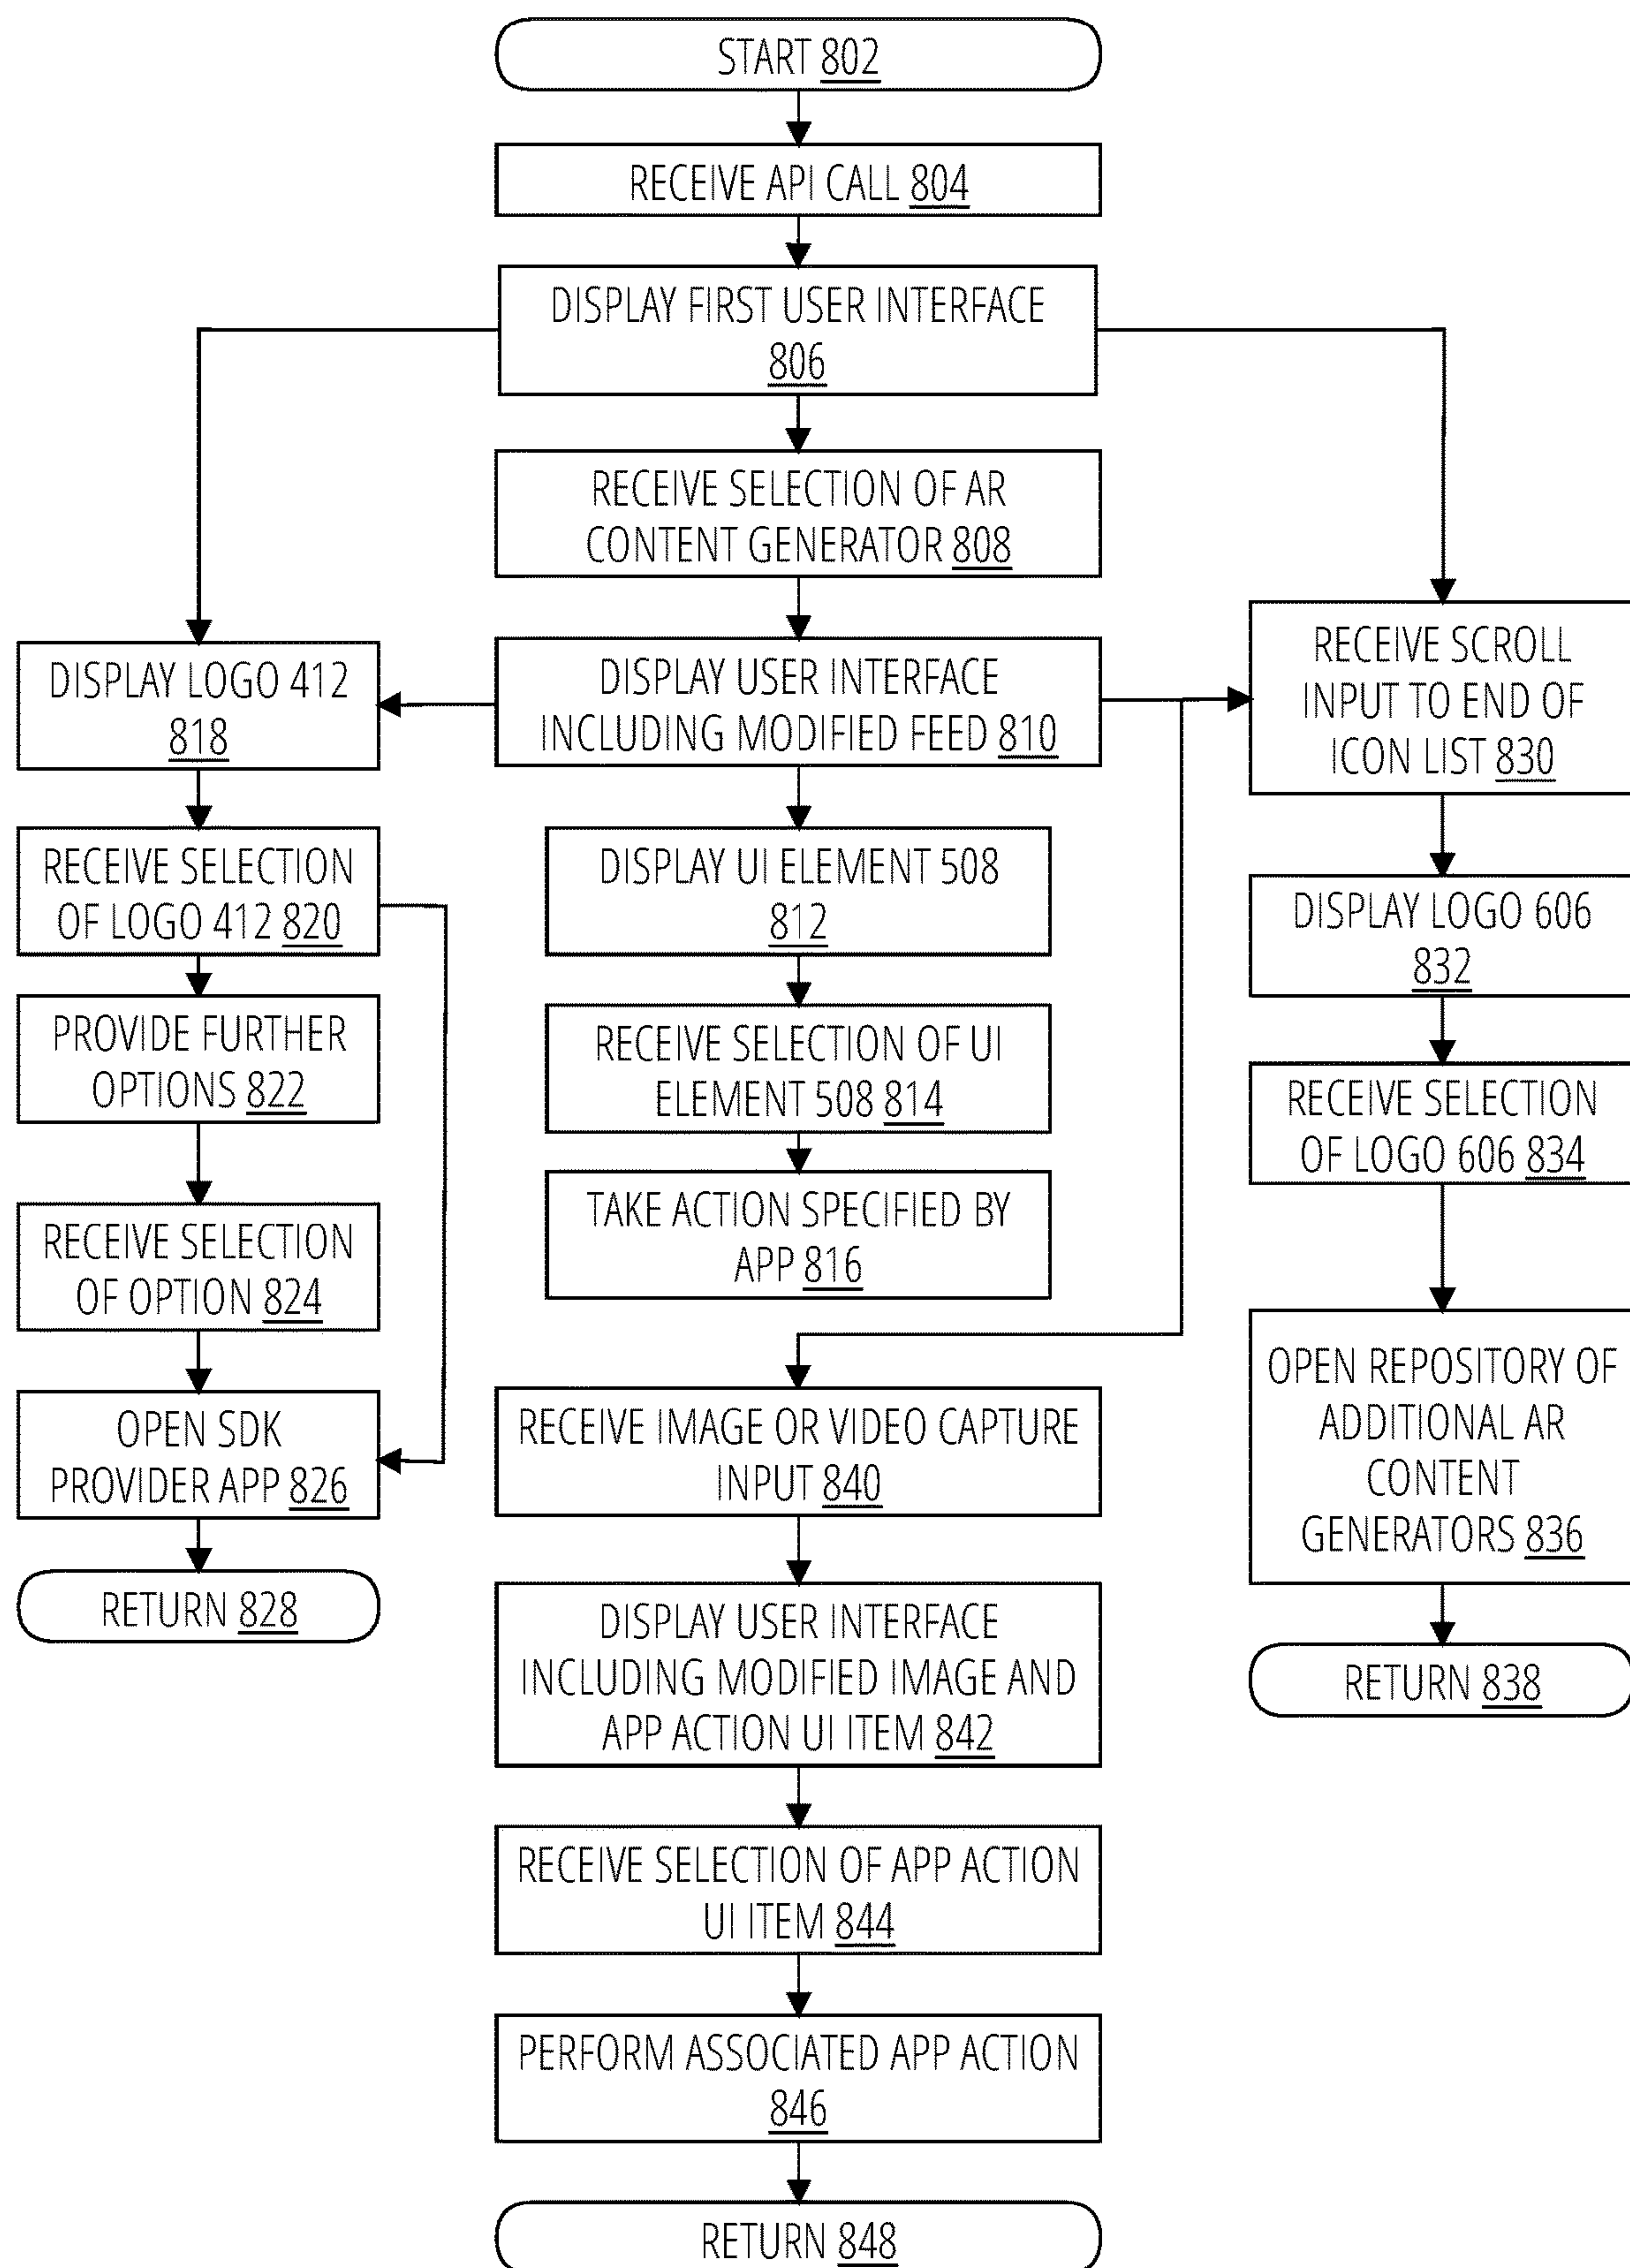 START 802
RECEIVE API CALL 804
DISPLAY FIRST USER INTERFACE
806
RECEIVE SELECTION OF AR
CONTENT GENERATOR 808
DISPLAY USER INTERFACE
INCLUDING MODIFIED FEED 810
DISPLAY UI ELEMENT 508
812
RECEIVE SELECTION OF UI
ELEMENT 508 814
TAKE ACTION SPECIFIED BY
APP 816
DISPLAY LOGO 412
818
RECEIVE SELECTION
OF LOGO 412 820
PROVIDE FURTHER
OPTIONS 822
RECEIVE SELECTION
OF OPTION 824
OPEN SDK
PROVIDER APP 826
RETURN 828
RECEIVE SCROLL
INPUT TO END OF
ICON LIST 830
DISPLAY LOGO 606
832
RECEIVE SELECTION
OF LOGO 606 834
OPEN REPOSITORY OF
ADDITIONAL AR
CONTENT
GENERATORS 836
RETURN 838
RECEIVE IMAGE OR VIDEO CAPTURE
INPUT 840
DISPLAY USER INTERFACE
INCLUDING MODIFIED IMAGE AND
APP ACTION UI ITEM 842
RECEIVE SELECTION OF APP ACTION
UI ITEM 844
PERFORM ASSOCIATED APP ACTION
846
RETURN 848